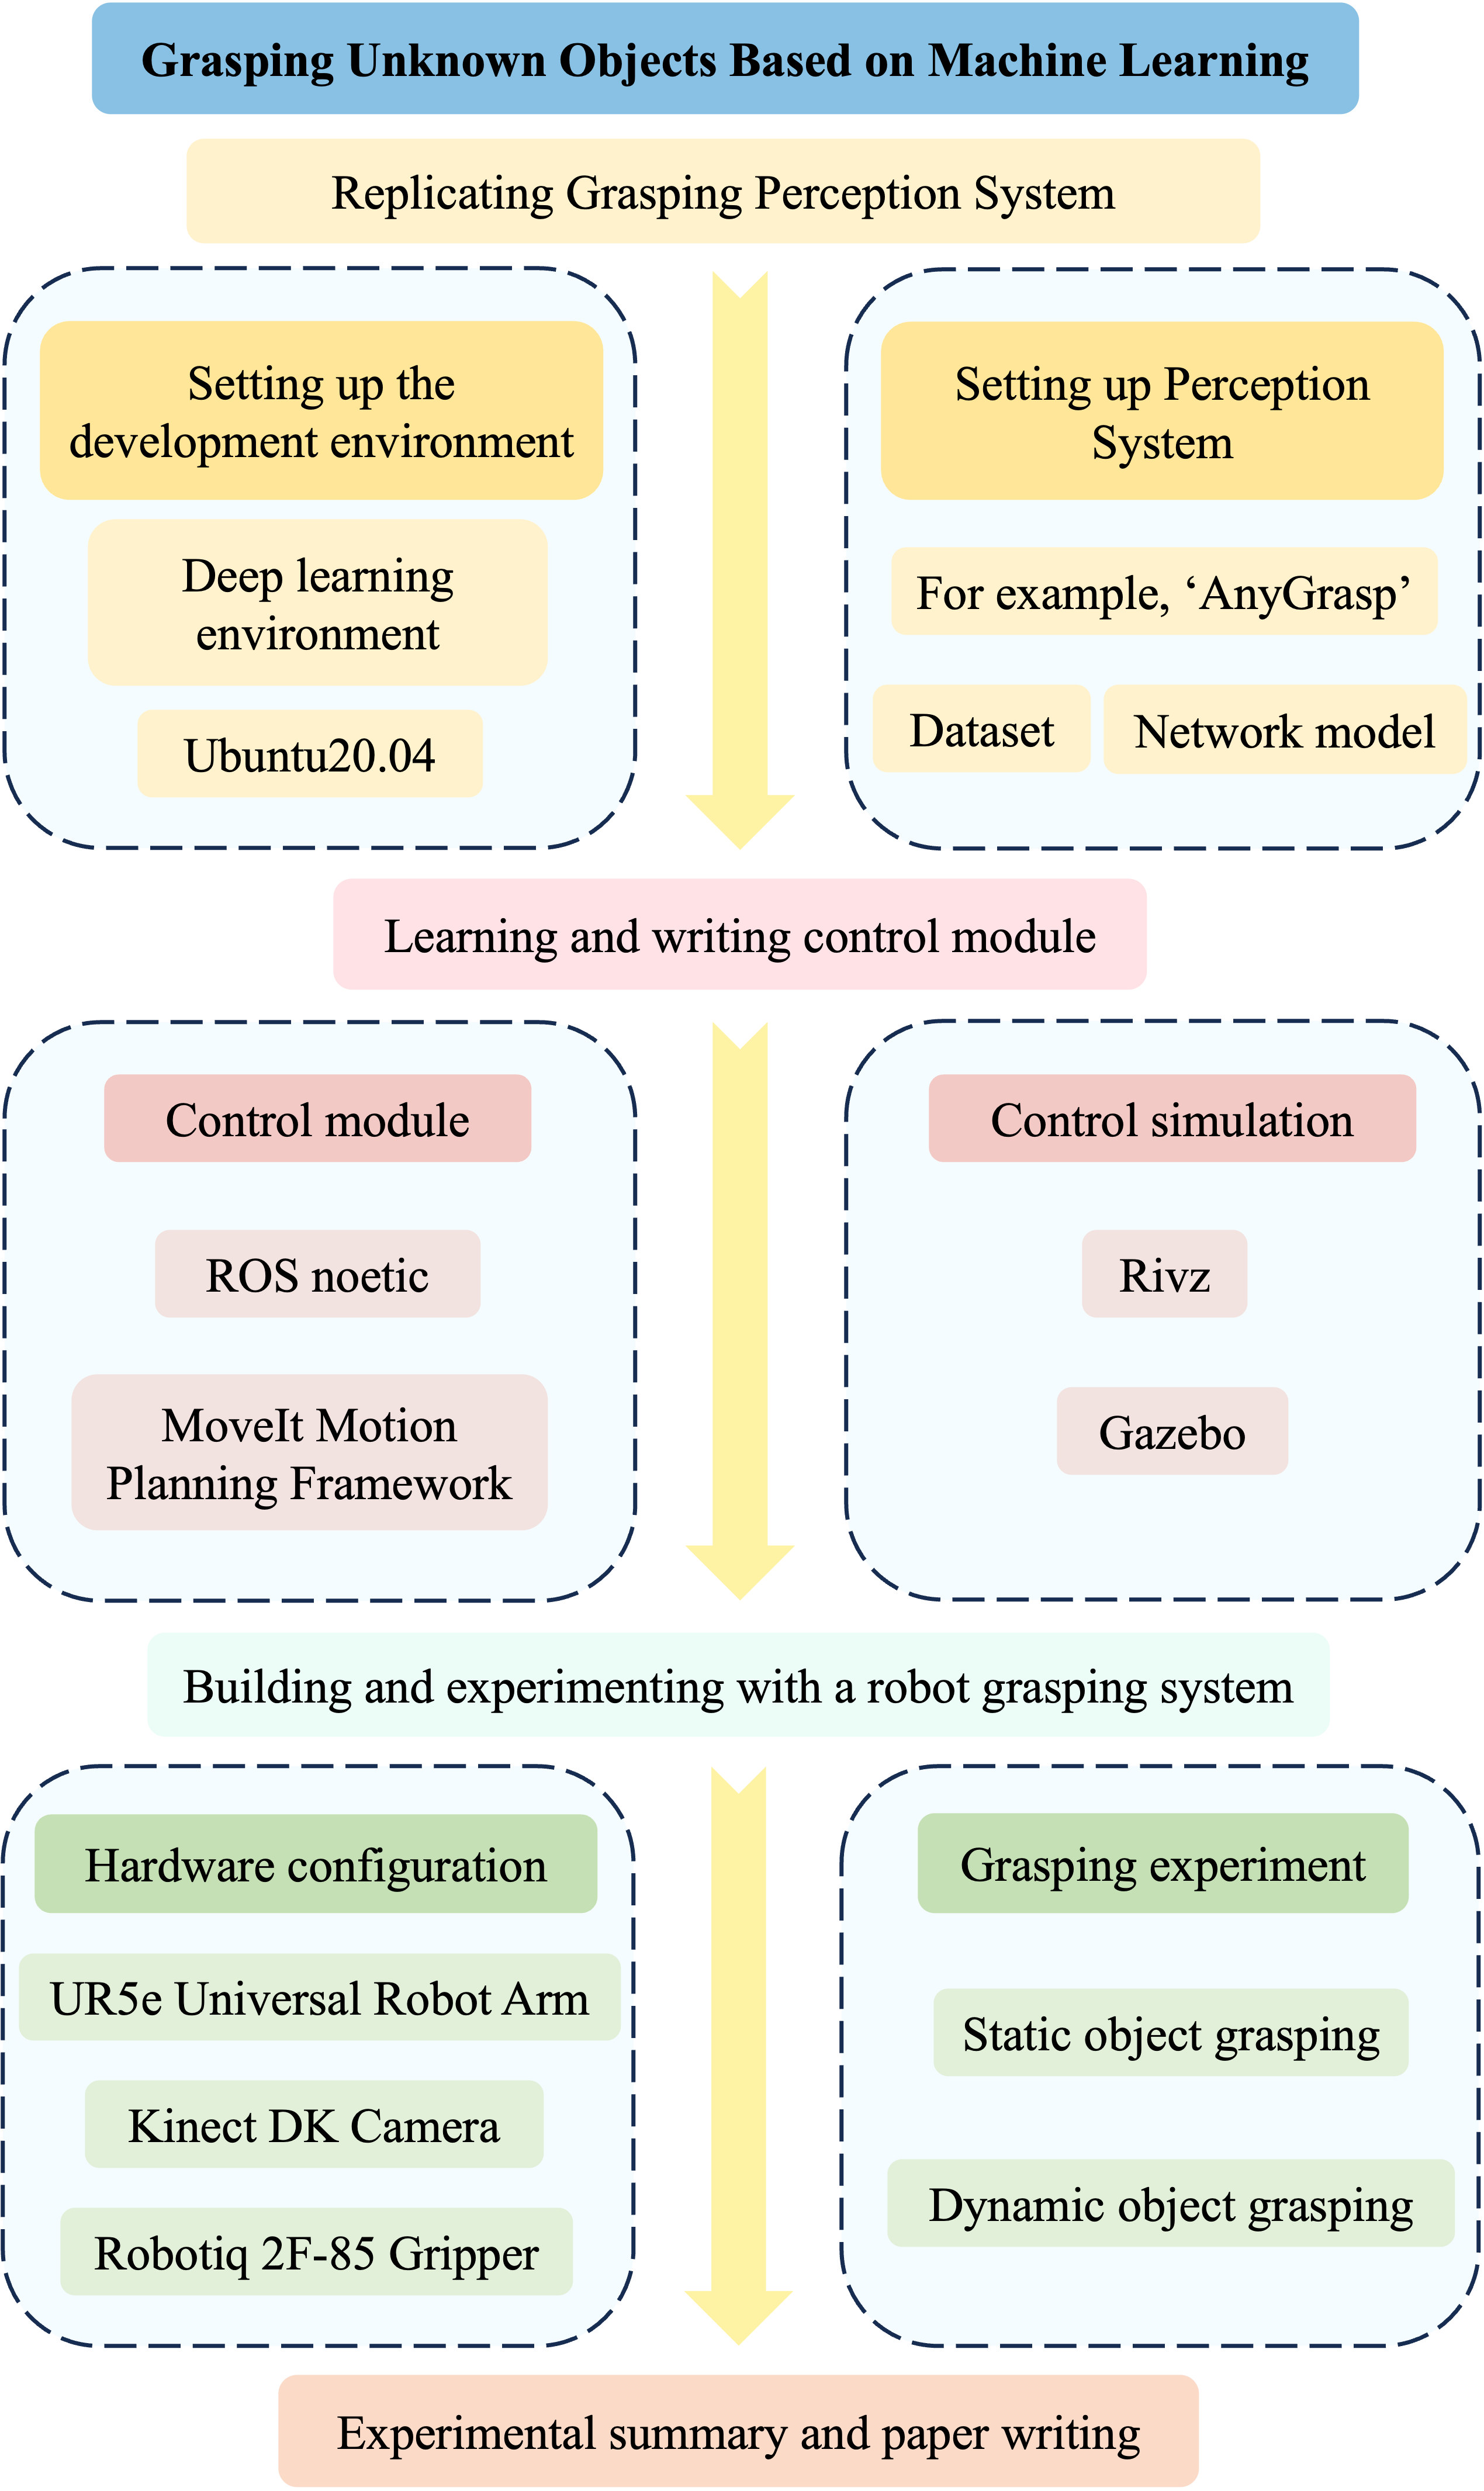 Grasping Unknown Objects Based on Machine Learning
Replicating Grasping Perception System
Setting up the
development environment
Deep learning
environment
Ubuntu20.04
Setting up Perception
System
For example, ‘AnyGrasp’
Dataset
Network model
Learning and writing control module
Control module
ROS noetic
MoveIt Motion
Planning Framework
Control simulation
Rivz
Gazebo
Building and experimenting with a robot grasping system
Hardware configuration
UR5e Universal Robot Arm
Kinect DK Camera
Robotiq 2F-85 Gripper
Grasping experiment
Static object grasping
Dynamic object grasping
Experimental summary and paper writing